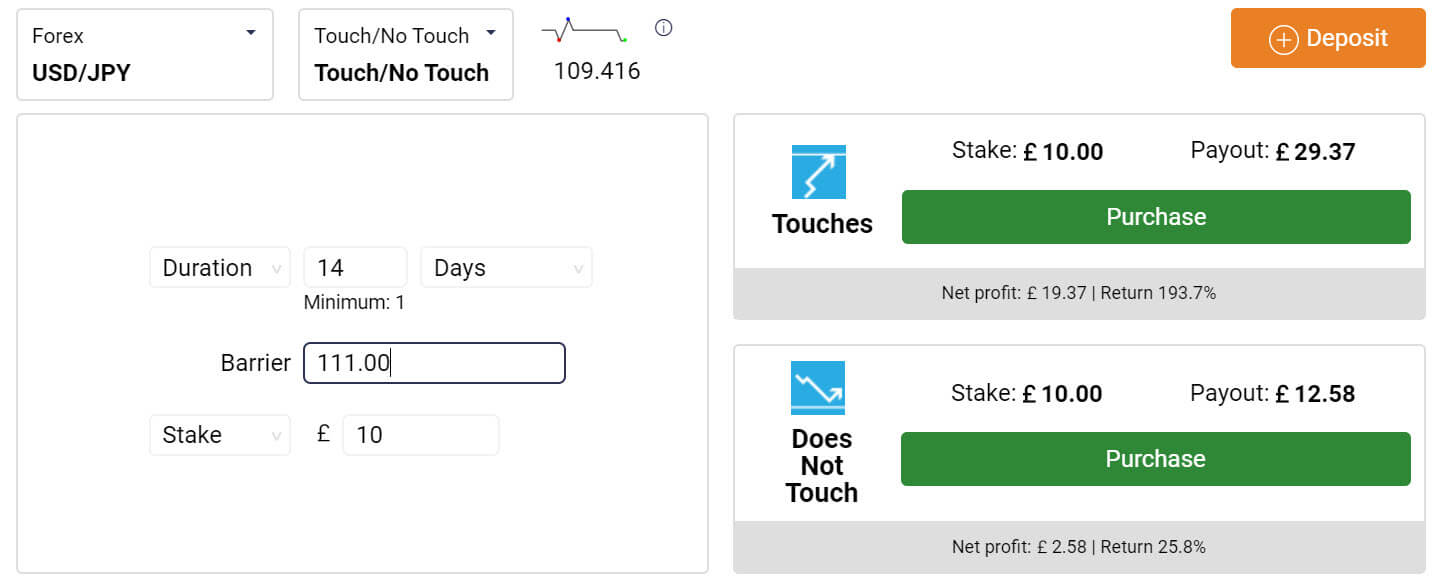 Forex
USD/JPY
Touch/No Touch
Touch/No Touch
109.416
Deposit
Duration 14 Days
Minimum: 1
Barrier 111.00
Stake £ 10
Stake: £ 10.00 Payout: £ 29.37
Touches
Purchase
Net profit: £ 19.37 | Return 193.7%
Stake: £ 10.00 Payout: £ 12.58
Does
Not
Touch
Purchase
Net profit: £ 2.58 | Return 25.8%